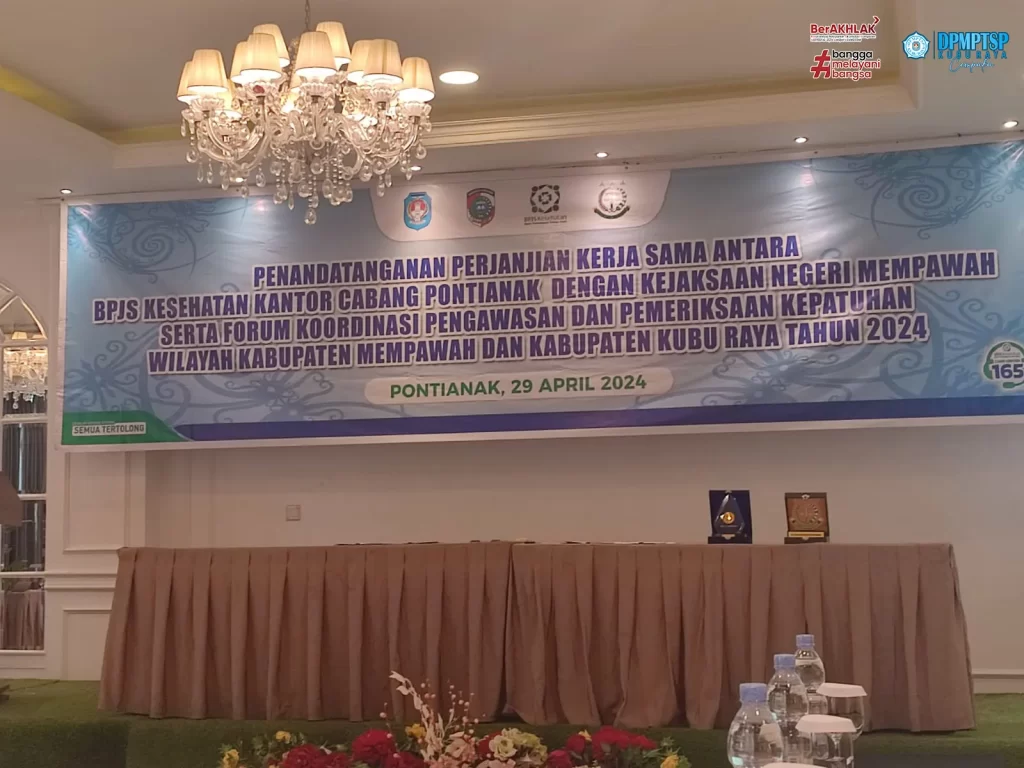 BerAKHLAK
#bangga
melayani
bangsa
DPMPTSP
KUBU RAYA
PENANDATANGANAN PERJANJIAN KERJA SAMA ANTARA
BPJS KESEHATAN KANTOR CABANG PONTIANAK DENGAN KEJAKSAAN NEGERI MEMPAWAH
SERTA FORUM KOORDINASI PENGAWASAN DAN PEMERIKSAAN KEPATUHAN
WILAYAH KABUPATEN MEMPAWAH DAN KABUPATEN KUBU RAYA TAHUN 2024
PONTIANAK, 29 APRIL 2024
165
SEMUA TERTOLONG